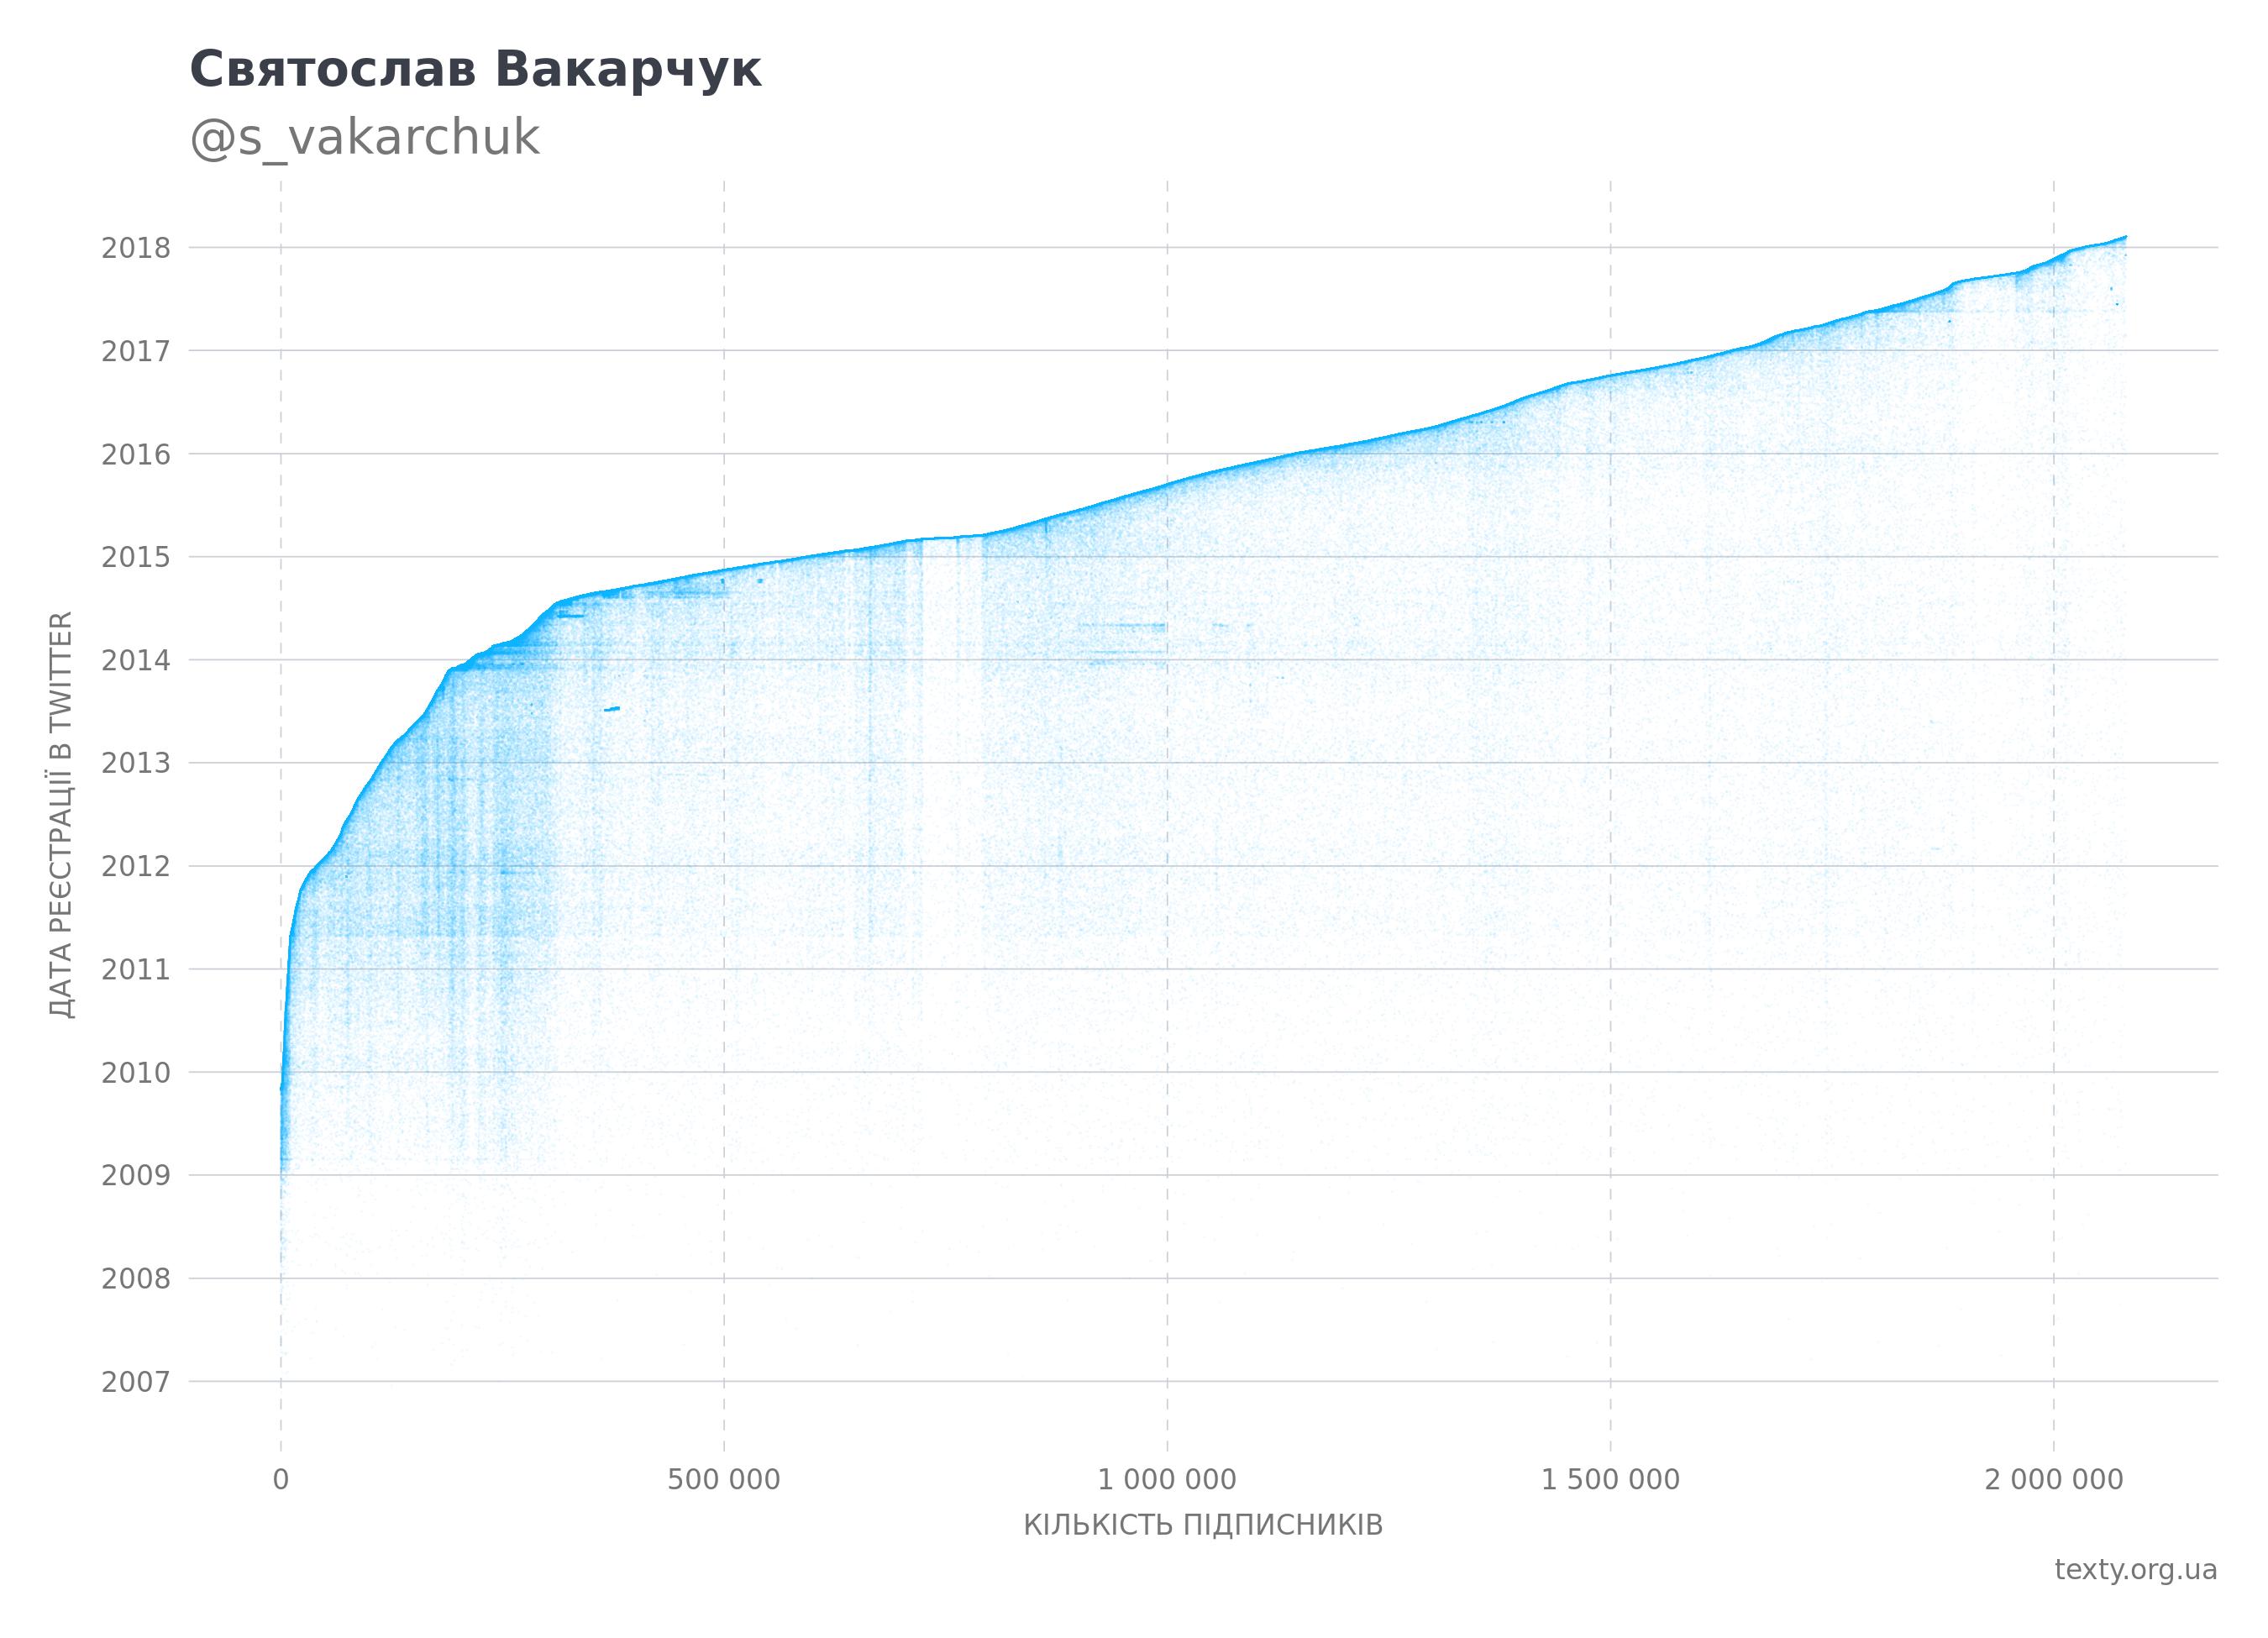 Святослав Вакарчук
@s_vakarchuk
2018
2017
2016
2015
2014
2013
2012
2011
2010
2009
2008
2007
ДАТА РЕЄСТРАЦІЇ В TWITTER
0
500 000
1 000 000
1 500 000
2 000 000
КІЛЬКІСТЬ ПІДПИСНИКІВ
texty.org.ua